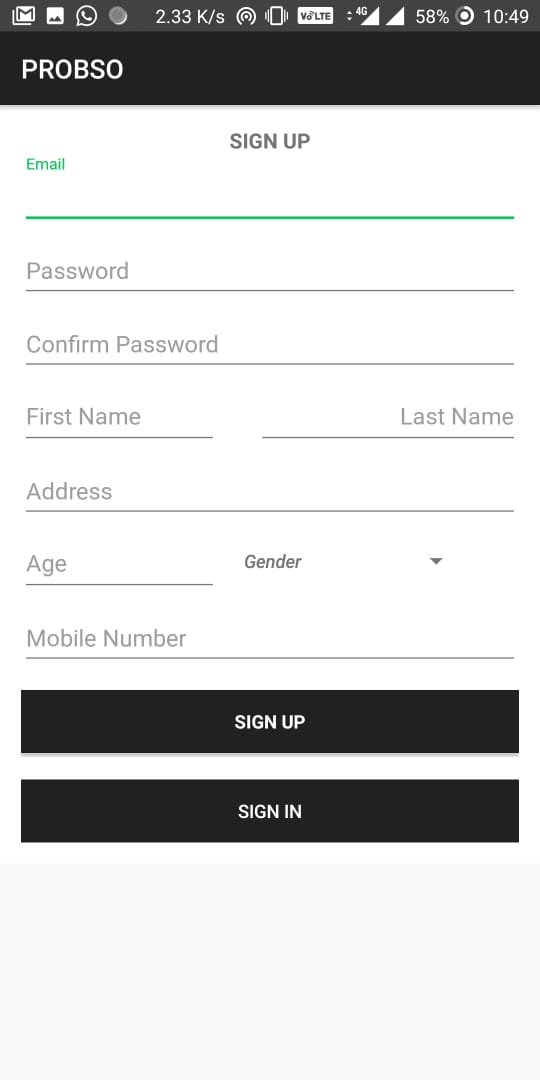 2.33 K/s VoLTE 4G 58% 10:49
PROBSO
SIGN UP
Email
Password
Confirm Password
First Name Last Name
Address
Age Gender
Mobile Number
SIGN UP
SIGN IN